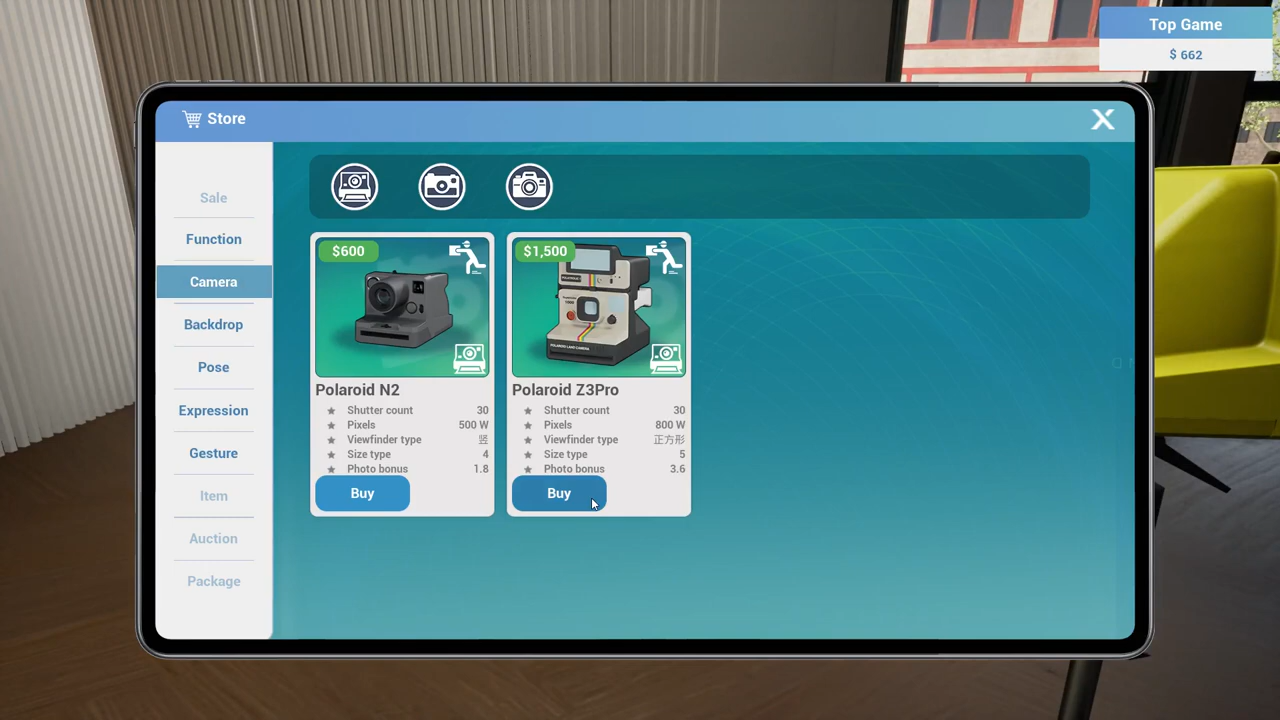 Top Game
$ 662
Store
Sale
Function
Camera
Backdrop
Pose
Expression
Gesture
Item
Auction
Package
$600
Polaroid N2
Shutter count 30
Pixels 500 W
Viewfinder type 竖
Size type 4
Photo bonus 1.8
Buy
$1,500
Polaroid Z3Pro
Shutter count 30
Pixels 800 W
Viewfinder type 正方形
Size type 5
Photo bonus 3.6
Buy